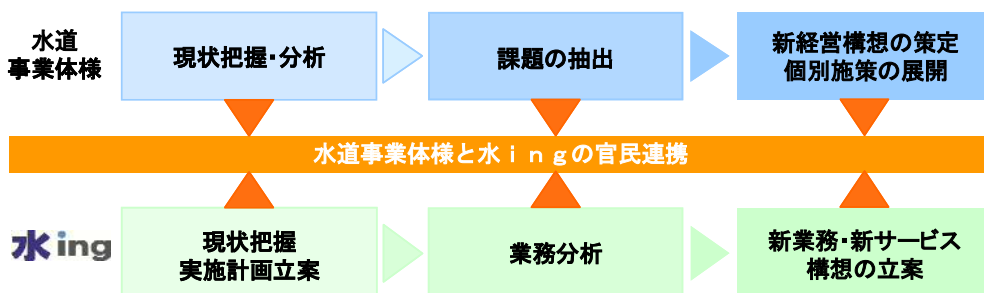 水道
事業体様
現状把握・分析
課題の抽出
新経営構想の策定
個別施策の展開
水道事業体様と水ｉｎｇの官民連携
水ing
現状把握
実施計画立案
業務分析
新業務・新サービス
構想の立案